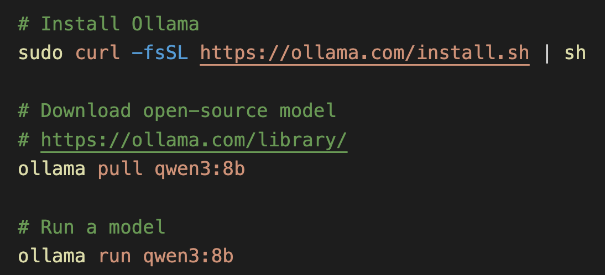 # Install Ollama
sudo curl -fsSL https://ollama.com/install.sh | sh
# Download open-source model
# https://ollama.com/library/
ollama pull qwen3:8b
# Run a model
ollama run qwen3:8b